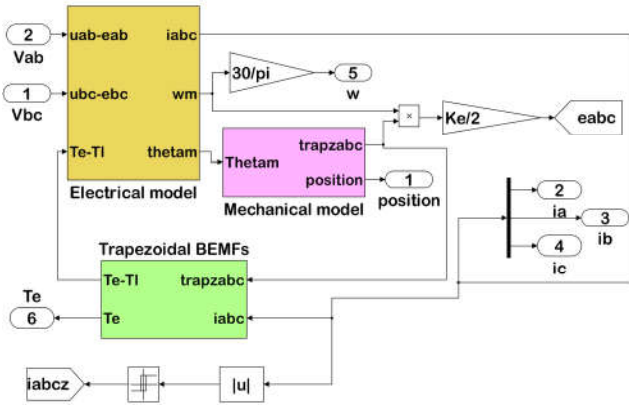 2
Vab
1
Vbc
uab-eab
ubc-ebc
Te-Tl
iabc
wm
thetam
Electrical model
30/pi
5
w
×
Ke/2
eabc
Thetam
trapzabc
position
Mechanical model
1
position
2
ia
3
ib
4
ic
Trapezoidal BEMFs
Te-Tl
trapzabc
Te
iabc
Te
6
iabcz
|u|